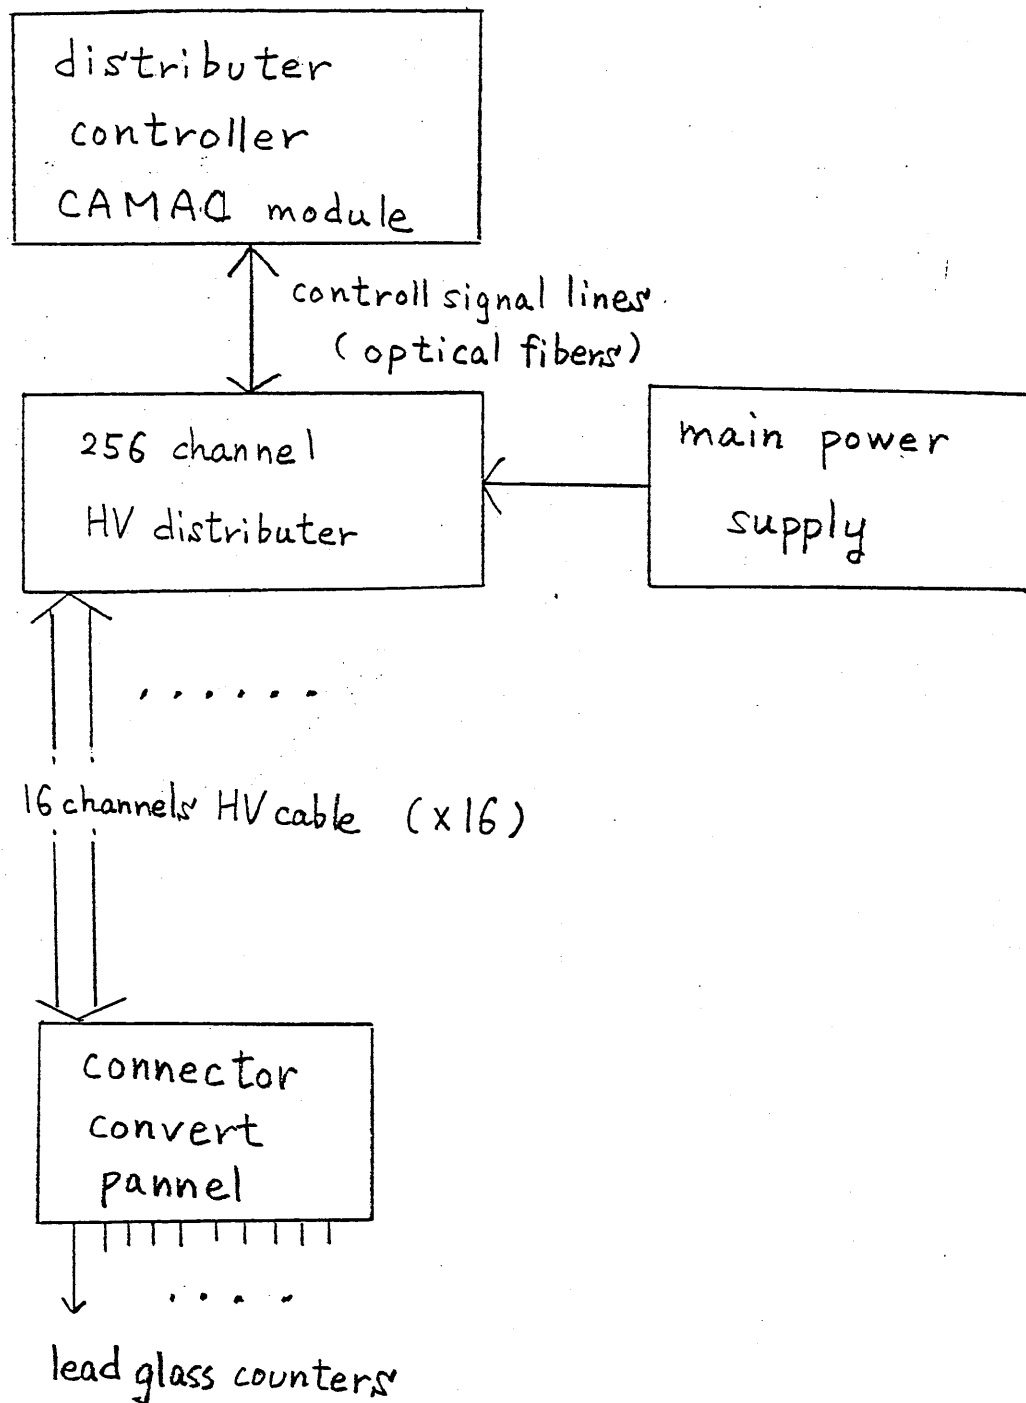 distributer
controller
CAMAC module
controll signal lines
(optical fibers)
256 channel
HV distributer
main power
supply
16 channels HV cable (x16)
connector
convert
pannel
lead glass counters